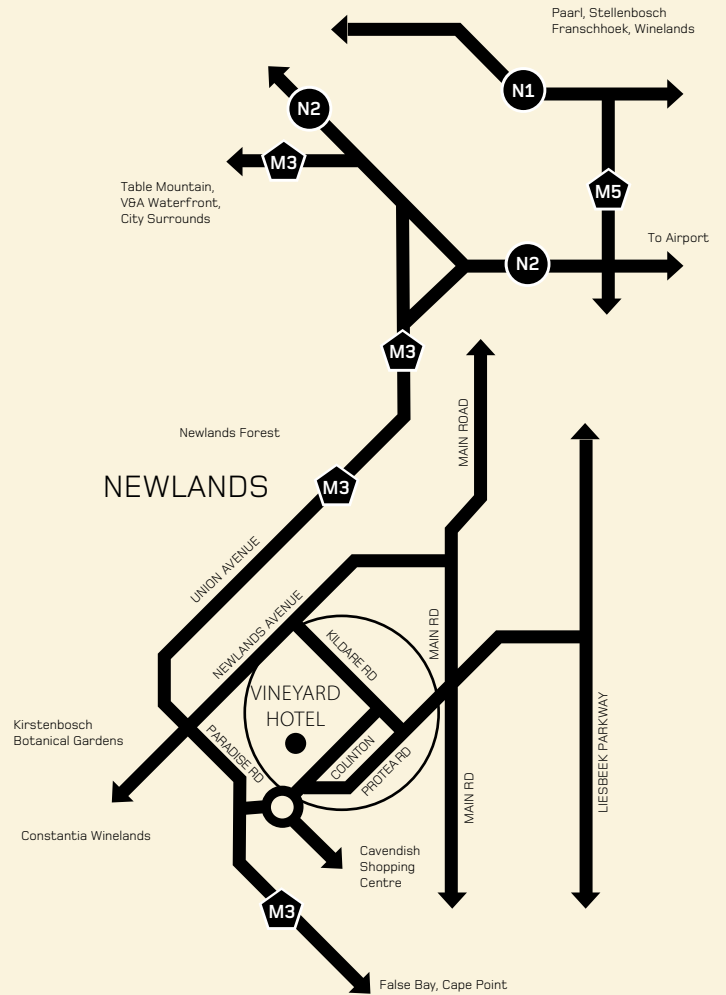 Paarl, Stellenbosch
Franschhoek, Winelands
N1
N2
M3
M5
Table Mountain,
V&A Waterfront,
City Surrounds
To Airport
N2
M3
MAIN ROAD
Newlands Forest
NEWLANDS
M3
UNION AVENUE
NEWLANDS AVENUE
KILDARE RD
MAIN RD
VINEYARD
HOTEL
Kirstenbosch
Botanical Gardens
PARADISE RD
COLINTON
PROTEA RD
MAIN RD
LIESBEEK PARKWAY
Constantia Winelands
Cavendish
Shopping
Centre
M3
False Bay, Cape Point